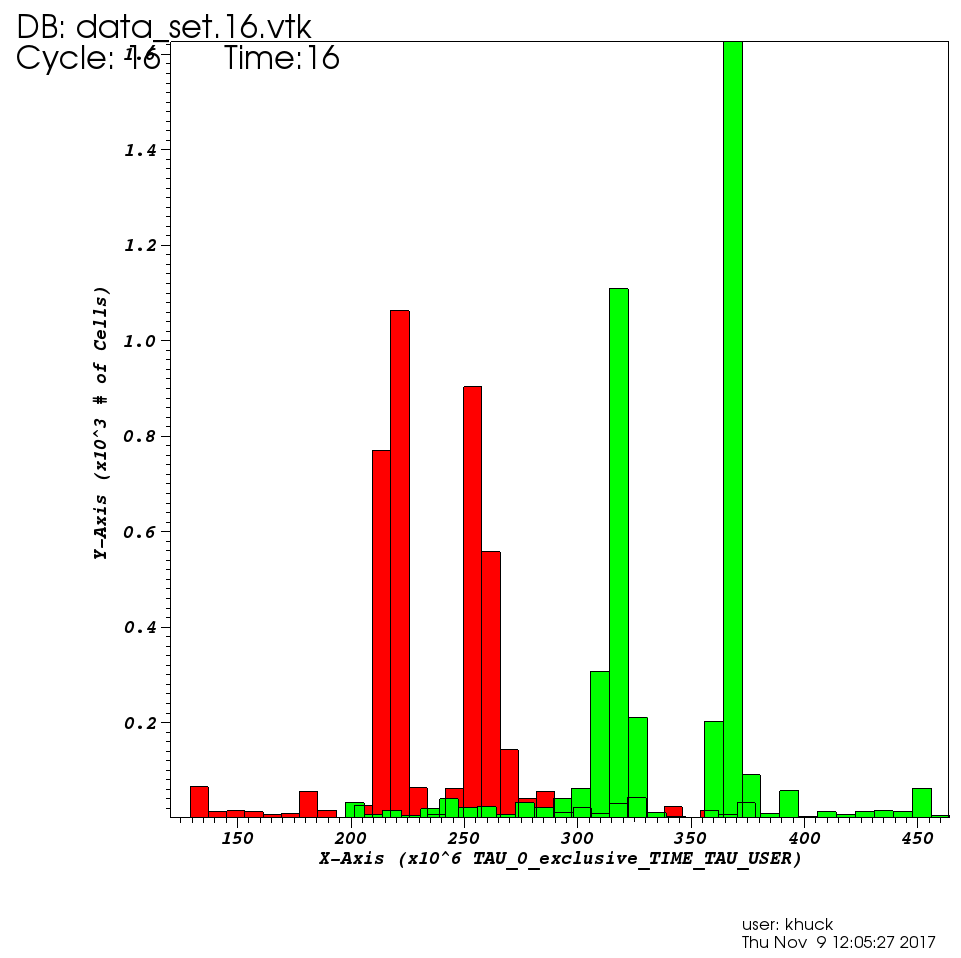 DB: data_set.16.vtk
Cycle: 16 Time:16
1.6
1.4
1.2
1.0
0.8
0.6
0.4
0.2
Y-Axis (x10^3 # of Cells)
150 200 250 300 350 400 450
X-Axis (x10^6 TAU_0_exclusive_TIME_TAU_USER)
user: khuck
Thu Nov 9 12:05:27 2017